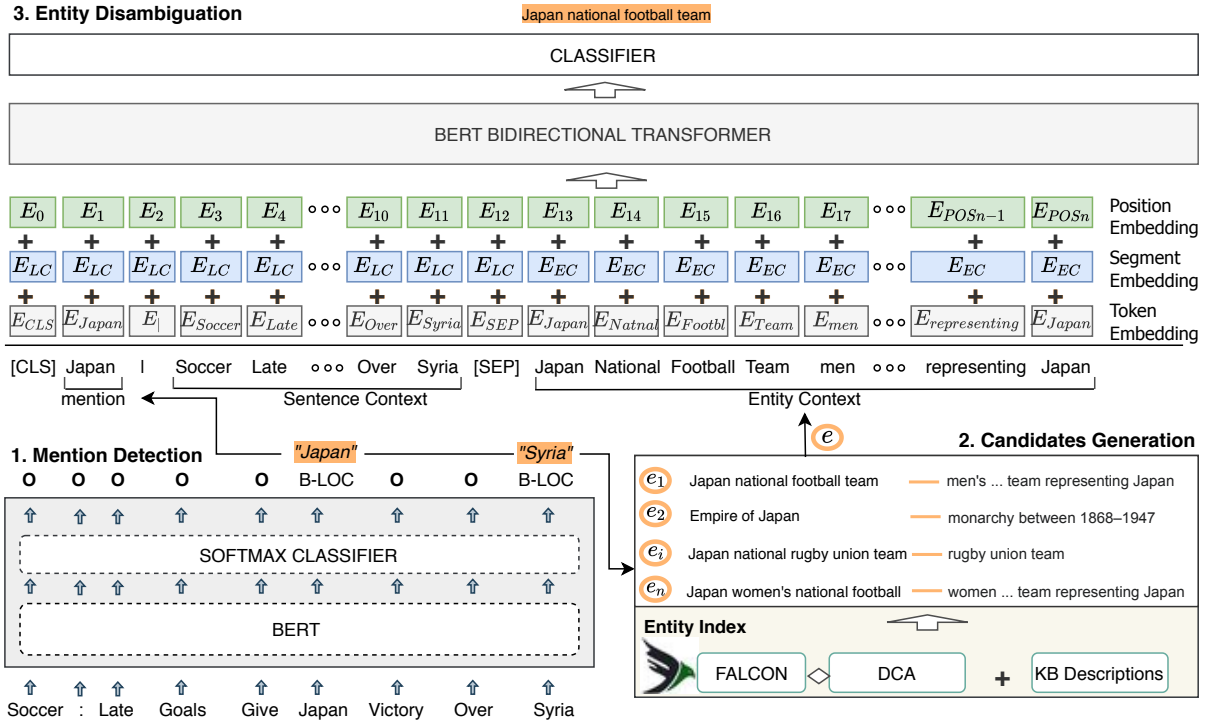 3. Entity Disambiguation
Japan national football team
CLASSIFIER
BERT BIDIRECTIONAL TRANSFORMER
E0 E1 E2 E3 E4 ∘∘∘ E10 E11 E12 E13 E14 E15 E16 E17 ∘∘∘ EPOSn−1 EPOSn Position Embedding
+ + + + + + + + + + + + + + +
ELC ELC ELC ELC ELC ∘∘∘ ELC ELC ELC EEC EEC EEC EEC EEC ∘∘∘ EEC EEC Segment Embedding
+ + + + + + + + + + + + + + +
ECLS EJapan E| ESoccer ELate ∘∘∘ EOver ESyria ESEP EJapan ENatnal EFootbl ETeam Emen ∘∘∘ Erepresenting EJapan Token Embedding
[CLS] Japan | Soccer Late ∘∘∘ Over Syria [SEP] Japan National Football Team men ∘∘∘ representing Japan
mention Sentence Context Entity Context
e
1. Mention Detection
"Japan" "Syria"
O O O O O B-LOC O O B-LOC
SOFTMAX CLASSIFIER
BERT
Soccer : Late Goals Give Japan Victory Over Syria
2. Candidates Generation
e1 Japan national football team men's ... team representing Japan
e2 Empire of Japan monarchy between 1868–1947
ei Japan national rugby union team rugby union team
en Japan women's national football women ... team representing Japan
Entity Index
FALCON DCA + KB Descriptions